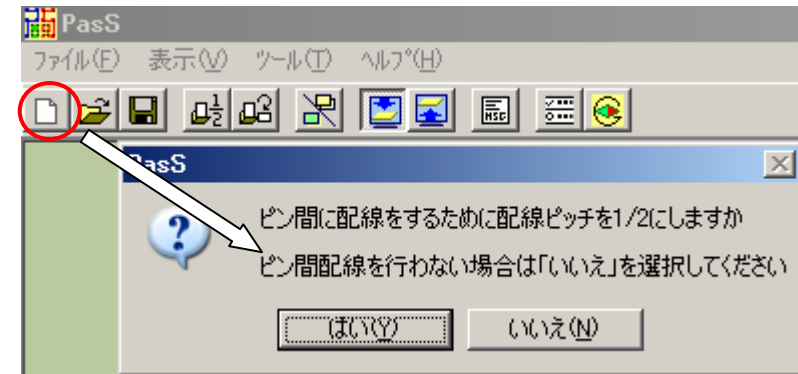 PasS
ファイル(F) 表示(V) ツール(T) ヘルプ(H)
MSG
PasS
ピン間に配線をするために配線ピッチを1/2にしますか
ピン間配線を行わない場合は「いいえ」を選択してください
はい(Y) いいえ(N)